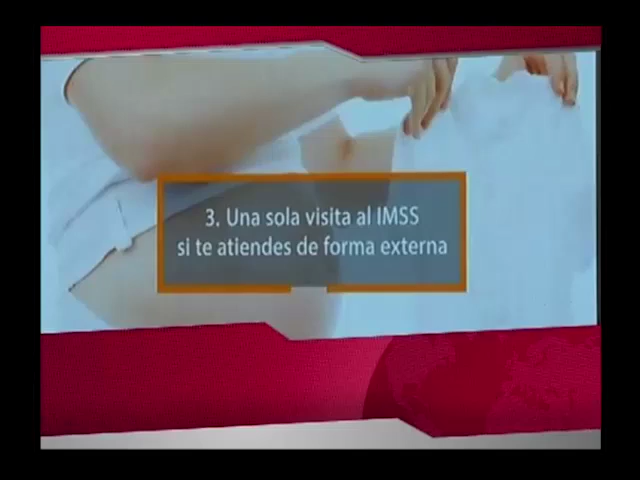 3. Una sola visita al IMSS
si te atiendes de forma externa